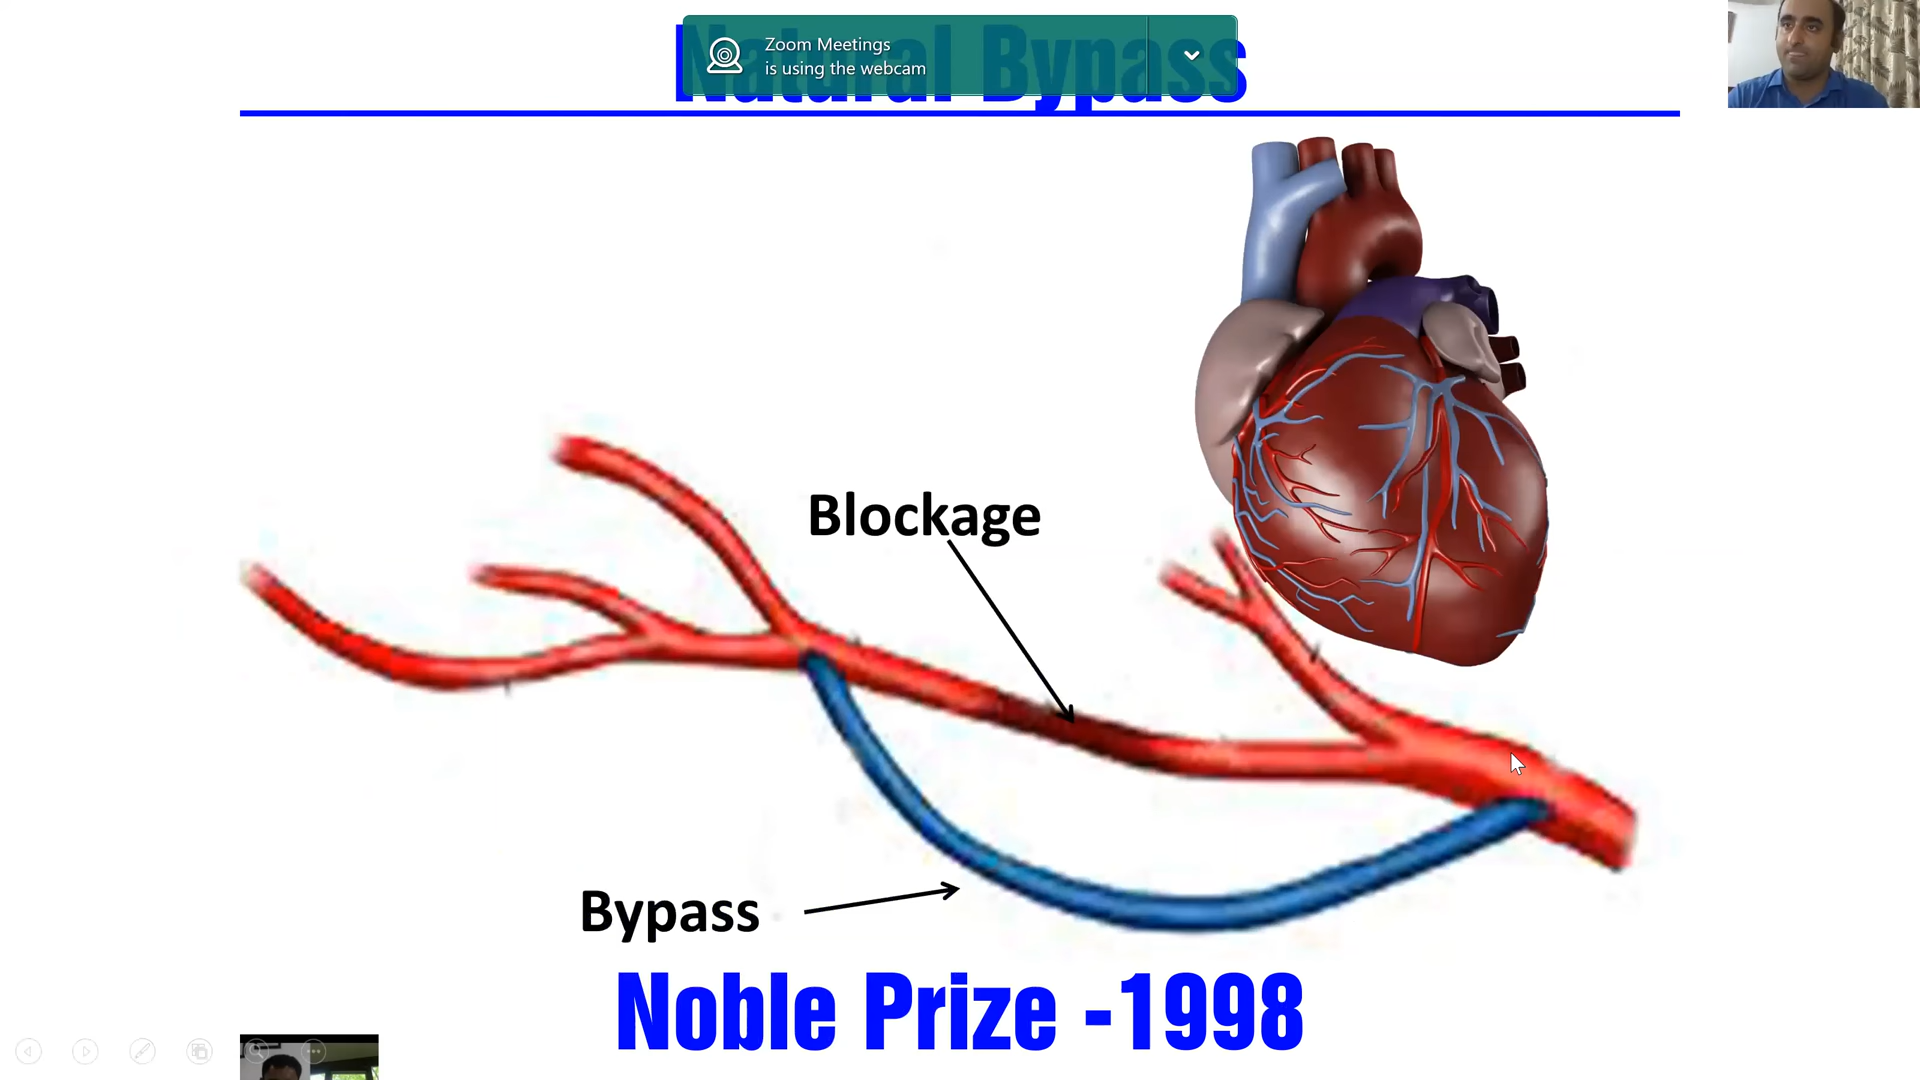 Natural Bypass
Zoom Meetings
is using the webcam
Blockage
Bypass
Noble Prize -1998